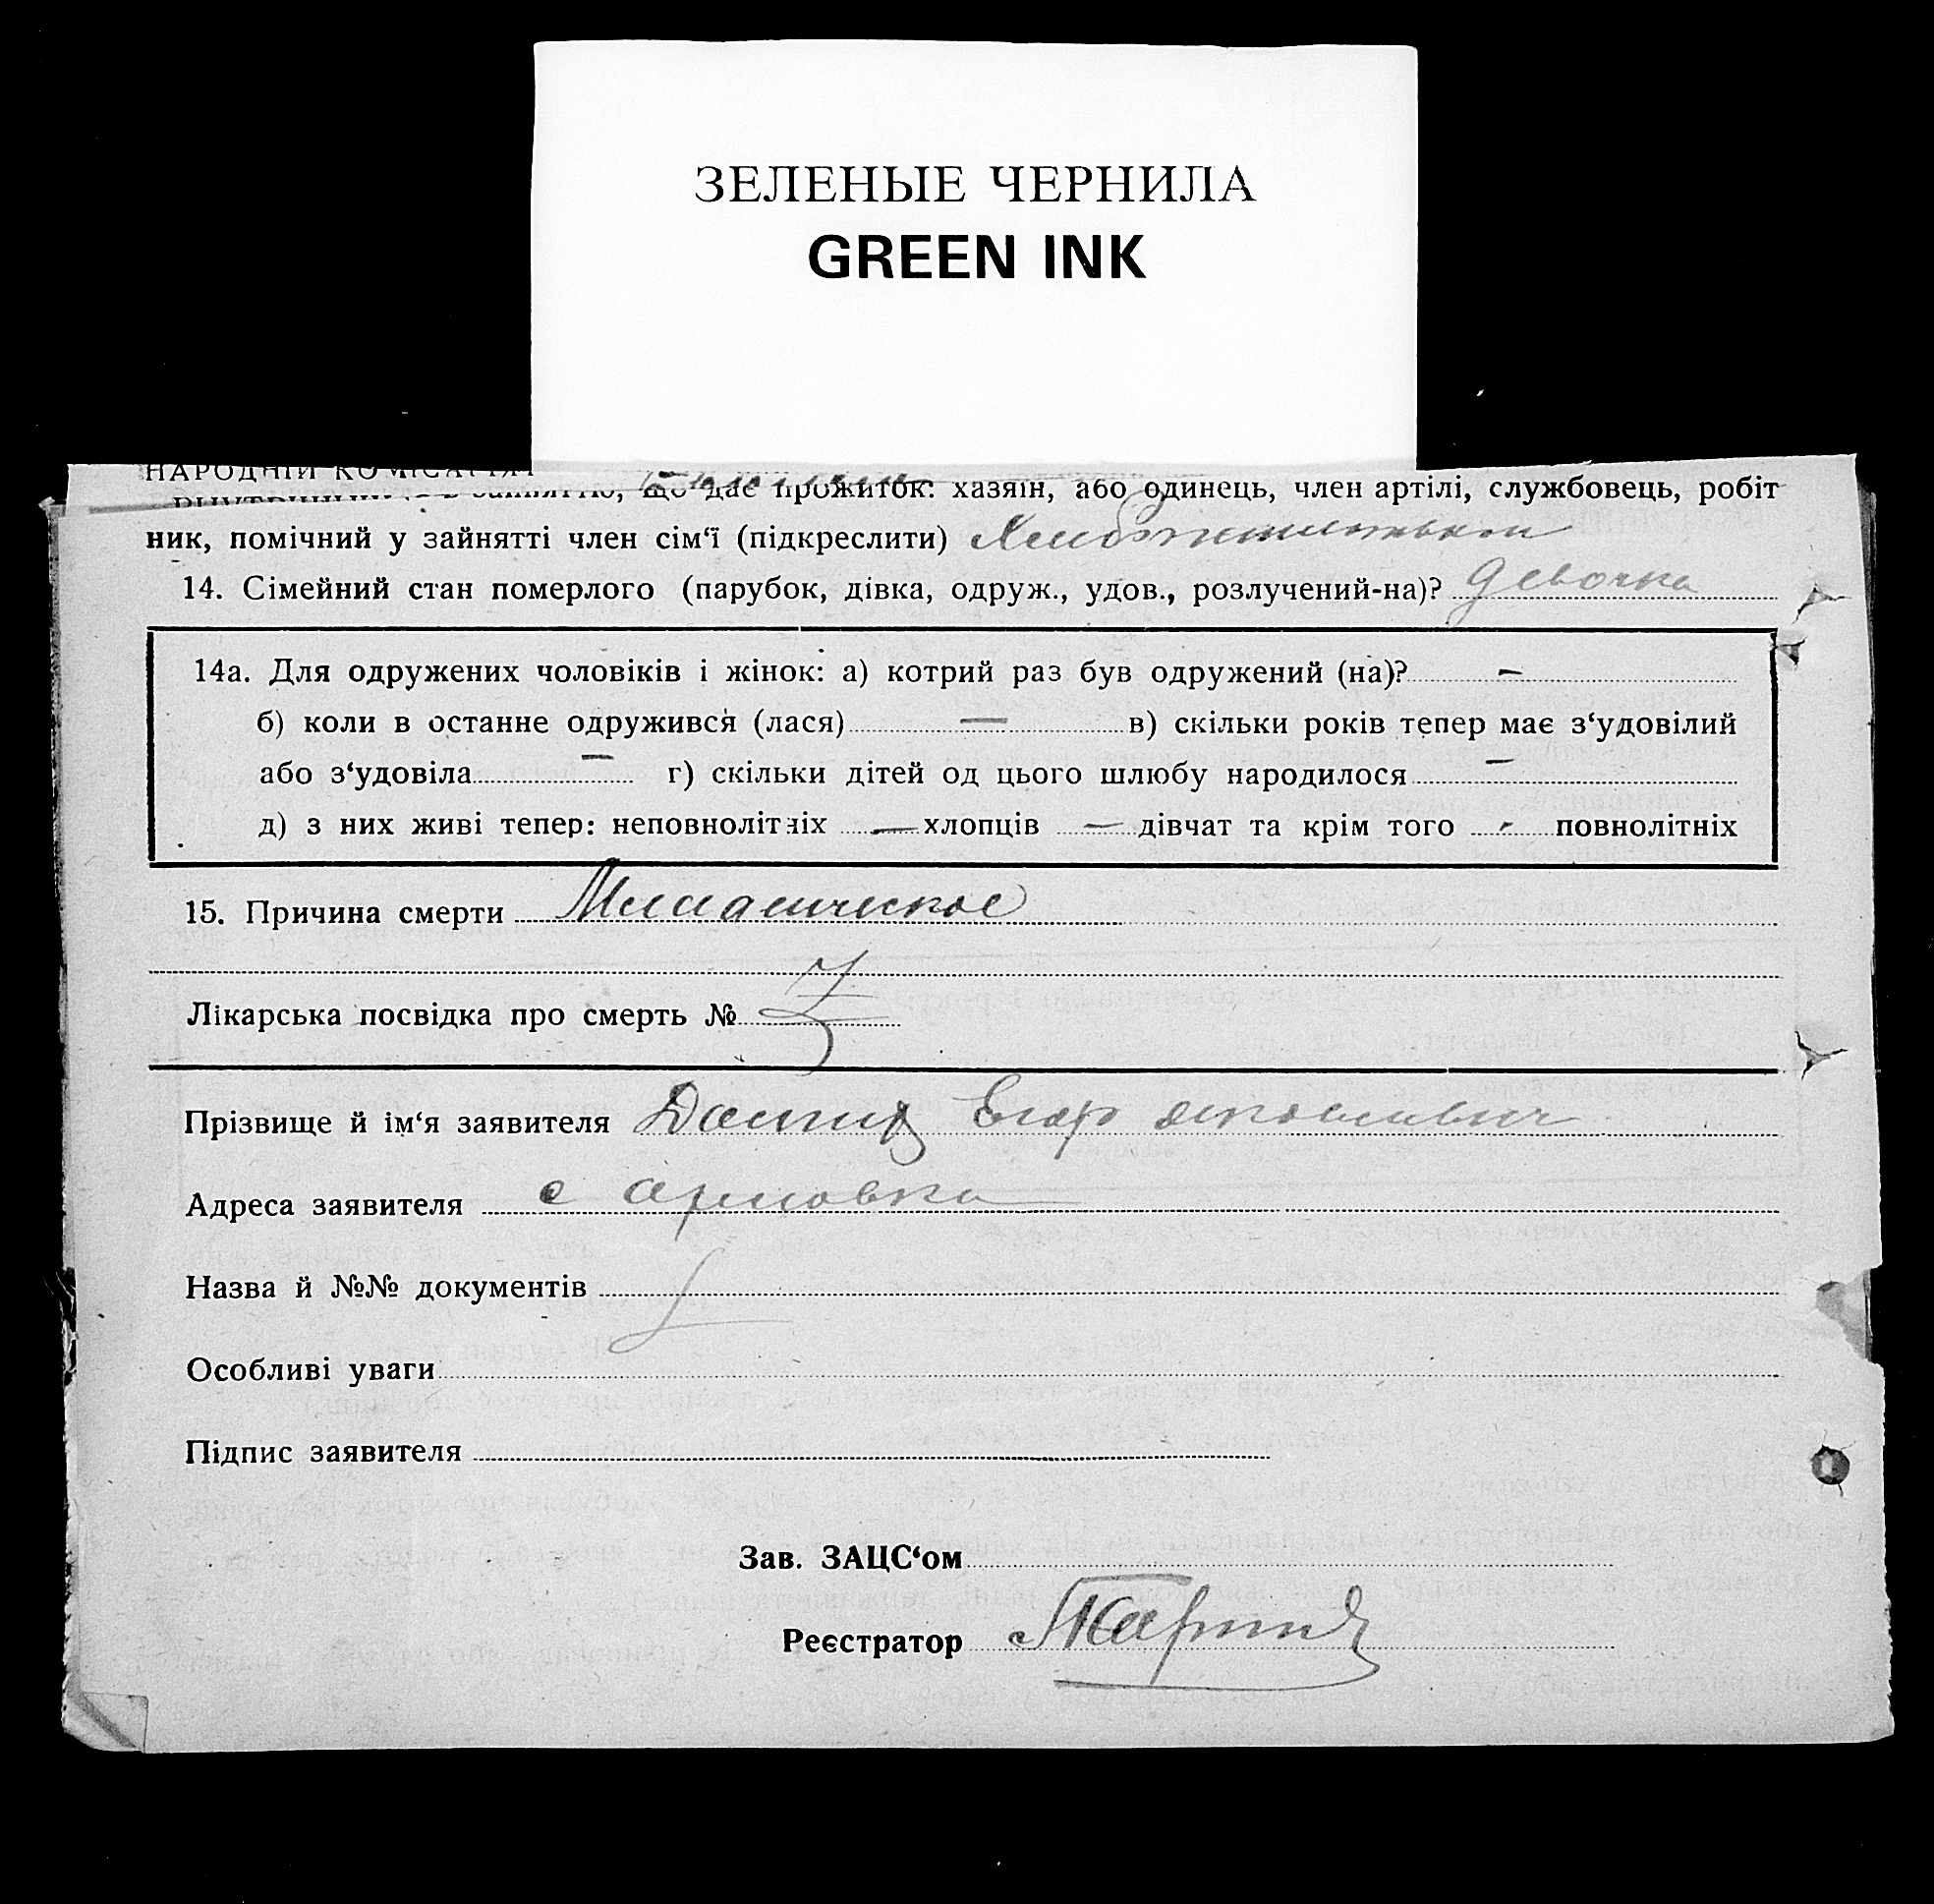 ЗЕЛЕНЫЕ ЧЕРНИЛА
GREEN INK
НАРОДНІЙ КОМІСАРІЯТ
що дає прожиток: хазяїн, або одинець, член артілі, службовець, робіт
ник, помічний у зайнятті член сім‘ї (підкреслити)
14. Сімейний стан померлого (парубок, дівка, одруж., удов., розлучений-на)? девочка
14а. Для одружених чоловіків і жінок: а) котрий раз був одружений (на)? —
б) коли в останне одружився (лася) — в) скільки років тепер має з‘удовілий
або з‘удовіла — г) скільки дітей од цього шлюбу народилося —
д) з них живі тепер: неповнолітніх — хлопців — дівчат та крім того - повнолітніх
15. Причина смерти
Лікарська посвідка про смерть №
Прізвище й ім‘я заявителя Егор
Адреса заявителя с
Назва й №№ документів
Особливі уваги
Підпис заявителя
Зав. ЗАЦС‘ом
Реєстратор